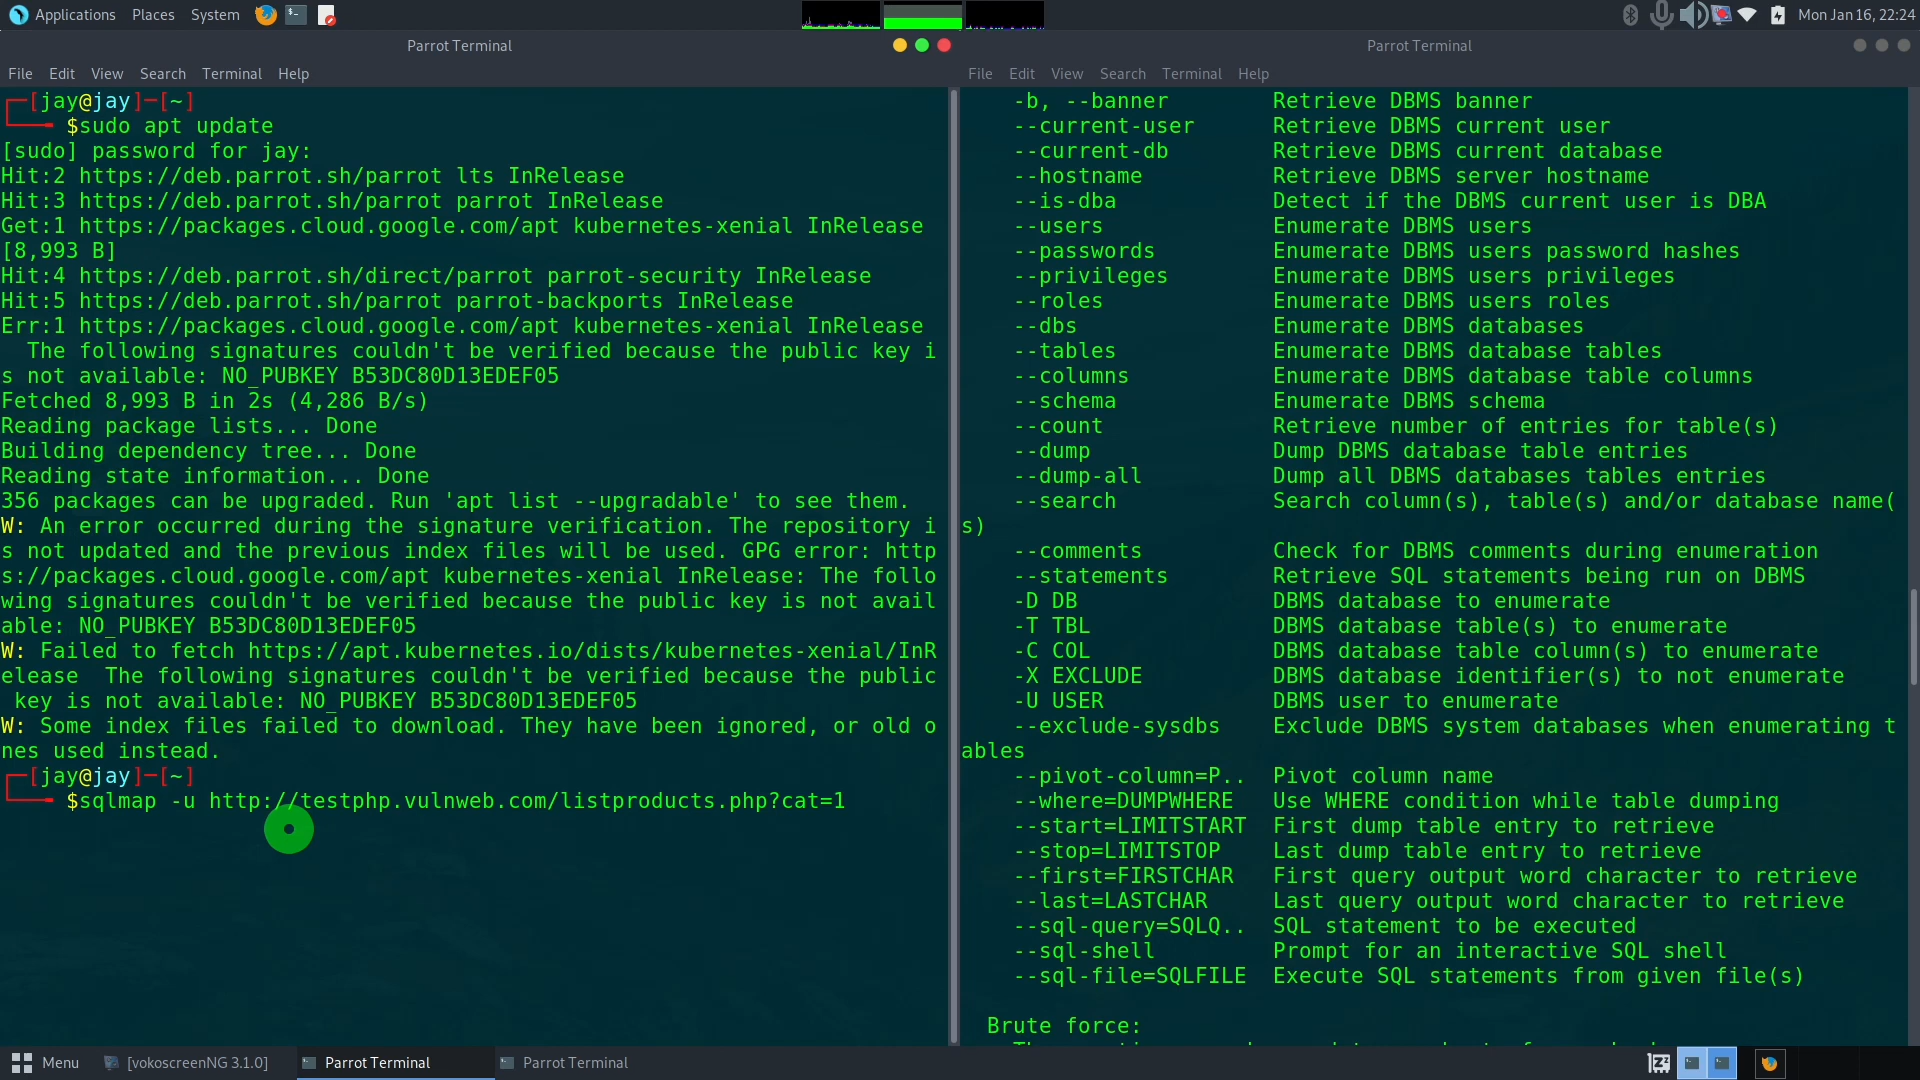 Applications Places System Mon Jan 16, 22:24
Parrot Terminal
File Edit View Search Terminal Help
┌─[jay@jay]─[~]
└──╼ $sudo apt update
[sudo] password for jay:
Hit:2 https://deb.parrot.sh/parrot lts InRelease
Hit:3 https://deb.parrot.sh/parrot parrot InRelease
Get:1 https://packages.cloud.google.com/apt kubernetes-xenial InRelease
[8,993 B]
Hit:4 https://deb.parrot.sh/direct/parrot parrot-security InRelease
Hit:5 https://deb.parrot.sh/parrot parrot-backports InRelease
Err:1 https://packages.cloud.google.com/apt kubernetes-xenial InRelease
The following signatures couldn't be verified because the public key i
s not available: NO_PUBKEY B53DC80D13EDEF05
Fetched 8,993 B in 2s (4,286 B/s)
Reading package lists... Done
Building dependency tree... Done
Reading state information... Done
356 packages can be upgraded. Run 'apt list --upgradable' to see them.
W: An error occurred during the signature verification. The repository i
s not updated and the previous index files will be used. GPG error: http
s://packages.cloud.google.com/apt kubernetes-xenial InRelease: The follo
wing signatures couldn't be verified because the public key is not avail
able: NO_PUBKEY B53DC80D13EDEF05
W: Failed to fetch https://apt.kubernetes.io/dists/kubernetes-xenial/InR
elease  The following signatures couldn't be verified because the public
key is not available: NO_PUBKEY B53DC80D13EDEF05
W: Some index files failed to download. They have been ignored, or old o
nes used instead.
┌─[jay@jay]─[~]
└──╼ $sqlmap -u http://testphp.vulnweb.com/listproducts.php?cat=1
Parrot Terminal
File Edit View Search Terminal Help
-b, --banner Retrieve DBMS banner
--current-user Retrieve DBMS current user
--current-db Retrieve DBMS current database
--hostname Retrieve DBMS server hostname
--is-dba Detect if the DBMS current user is DBA
--users Enumerate DBMS users
--passwords Enumerate DBMS users password hashes
--privileges Enumerate DBMS users privileges
--roles Enumerate DBMS users roles
--dbs Enumerate DBMS databases
--tables Enumerate DBMS database tables
--columns Enumerate DBMS database table columns
--schema Enumerate DBMS schema
--count Retrieve number of entries for table(s)
--dump Dump DBMS database table entries
--dump-all Dump all DBMS databases tables entries
--search Search column(s), table(s) and/or database name(
s)
--comments Check for DBMS comments during enumeration
--statements Retrieve SQL statements being run on DBMS
-D DB DBMS database to enumerate
-T TBL DBMS database table(s) to enumerate
-C COL DBMS database table column(s) to enumerate
-X EXCLUDE DBMS database identifier(s) to not enumerate
-U USER DBMS user to enumerate
--exclude-sysdbs Exclude DBMS system databases when enumerating t
ables
--pivot-column=P.. Pivot column name
--where=DUMPWHERE Use WHERE condition while table dumping
--start=LIMITSTART First dump table entry to retrieve
--stop=LIMITSTOP Last dump table entry to retrieve
--first=FIRSTCHAR First query output word character to retrieve
--last=LASTCHAR Last query output word character to retrieve
--sql-query=SQLQ.. SQL statement to be executed
--sql-shell Prompt for an interactive SQL shell
--sql-file=SQLFILE Execute SQL statements from given file(s)
Brute force:
Menu [vokoscreenNG 3.1.0] Parrot Terminal Parrot Terminal